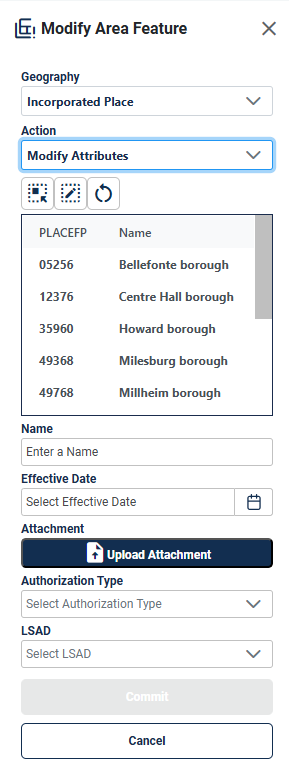 Modify Area Feature
Geography
Incorporated Place
Action
Modify Attributes
PLACEFP Name
05256 Bellefonte borough
12376 Centre Hall borough
35960 Howard borough
49368 Milesburg borough
49768 Millheim borough
Name
Enter a Name
Effective Date
Select Effective Date
Attachment
Upload Attachment
Authorization Type
Select Authorization Type
LSAD
Select LSAD
Commit
Cancel